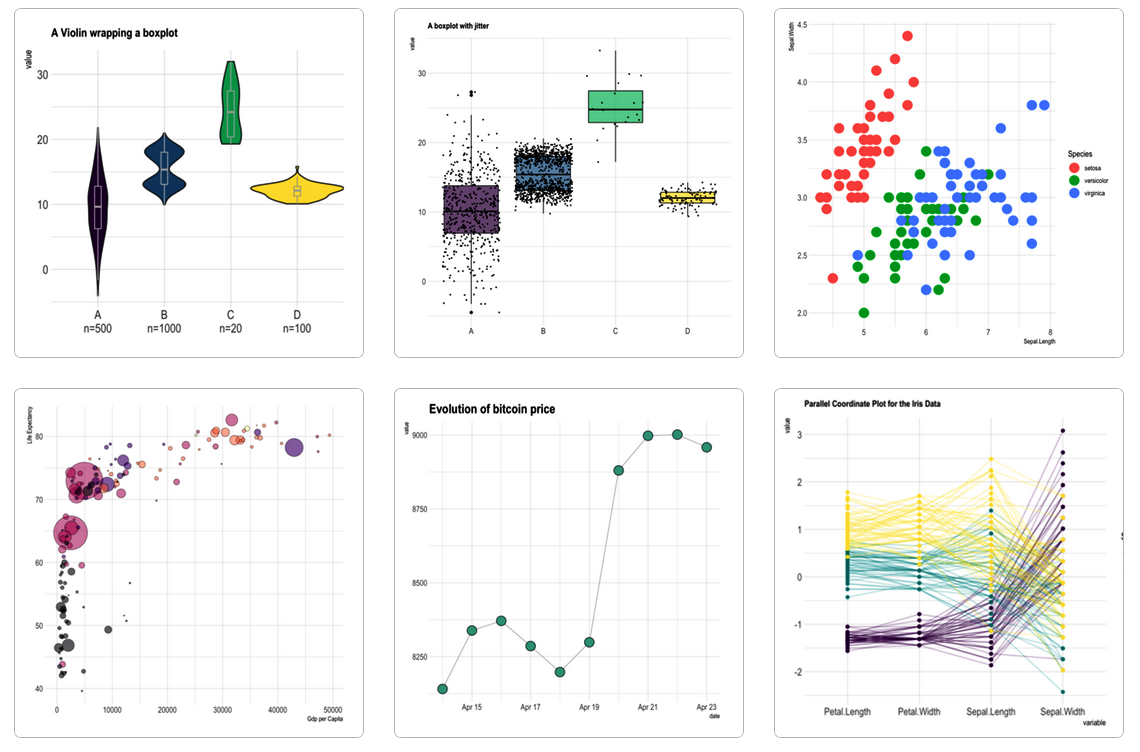 A Violin wrapping a boxplot
value
30
20
10
0
A B C D
n=500 n=1000 n=20 n=100
A boxplot with jitter
value
30
20
10
0
A B C D
Sepal.Width
4.5
4.0
3.5
3.0
2.5
2.0
5 6 7 8
Sepal.Length
Species
setosa
versicolor
virginica
Life Expectancy
80
70
60
50
40
0 10000 20000 30000 40000 50000
Gdp per Capita
Evolution of bitcoin price
value
9000
8750
8500
8250
Apr 15 Apr 17 Apr 19 Apr 21 Apr 23
date
Parallel Coordinate Plot for the Iris Data
value
3
2
1
0
-1
-2
Petal.Length Petal.Width Sepal.Length Sepal.Width
variable